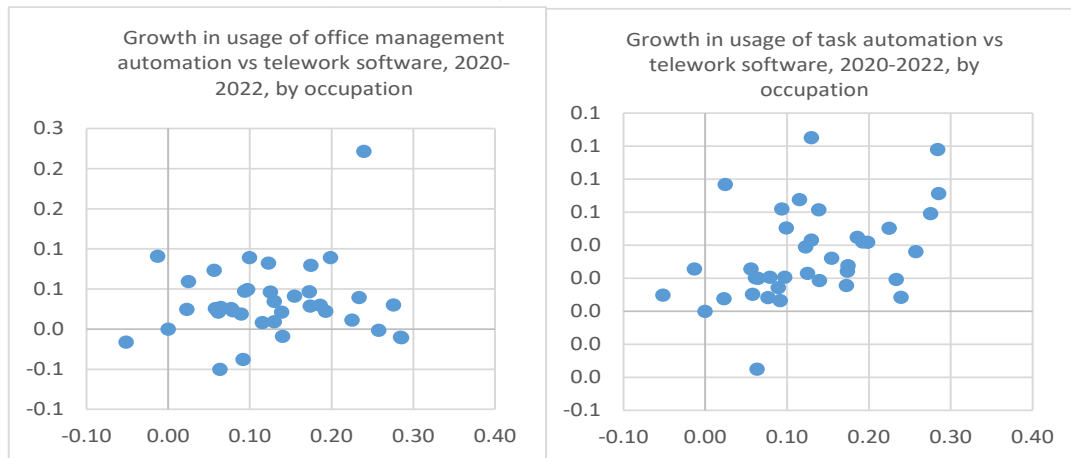 Growth in usage of office management
automation vs telework software, 2020-
2022, by occupation
0.3
0.2
0.2
0.1
0.1
0.0
-0.1
-0.1
-0.10 0.00 0.10 0.20 0.30 0.40
Growth in usage of task automation vs
telework software, 2020-2022, by
occupation
0.1
0.1
0.1
0.1
0.0
0.0
0.0
0.0
0.0
-0.1
-0.10 0.00 0.10 0.20 0.30 0.40